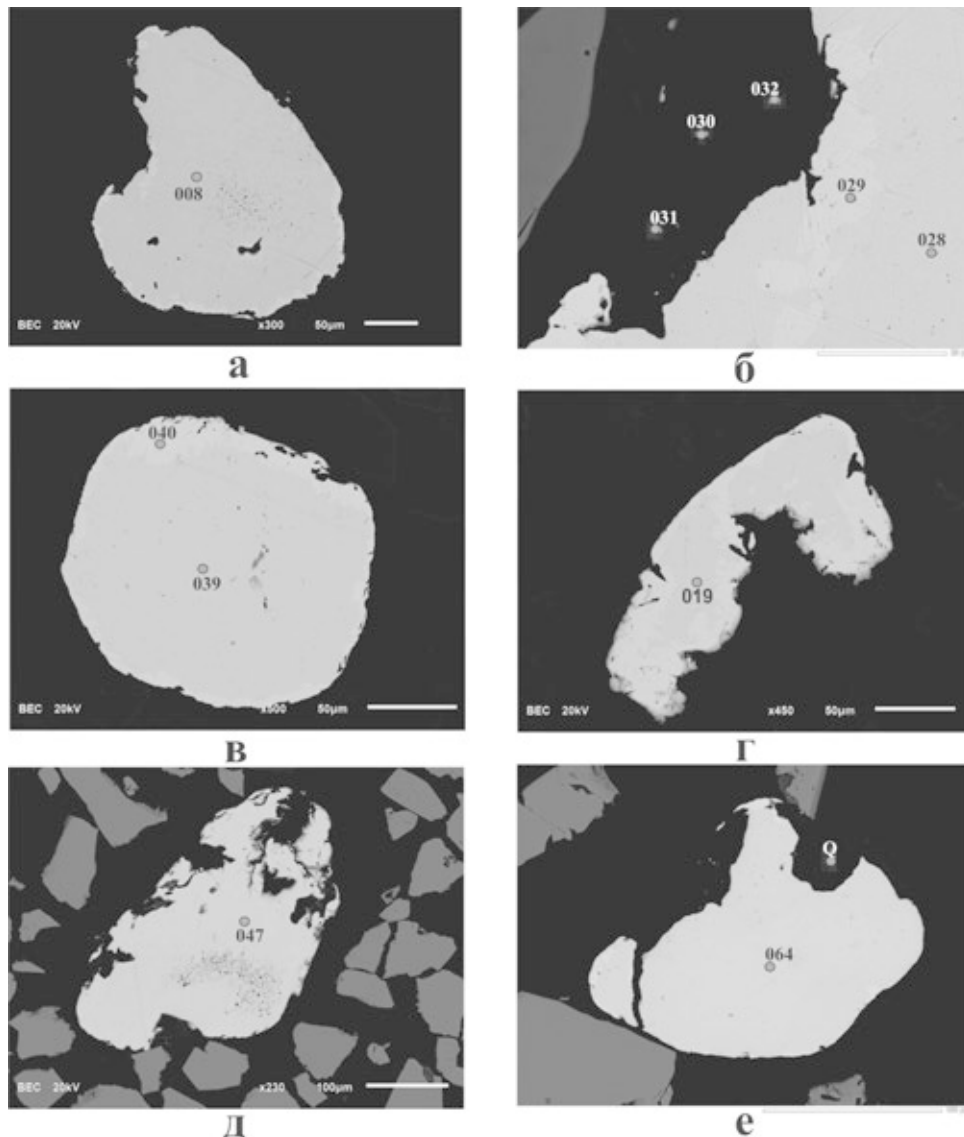 008
BEC 20kV x300 50µm
а
032
030
031
029
028
б
040
039
BEC 20kV x500 50µm
в
019
BEC 20kV x450 50µm
г
047
BEC 20kV x230 100µm
д
Q
064
е